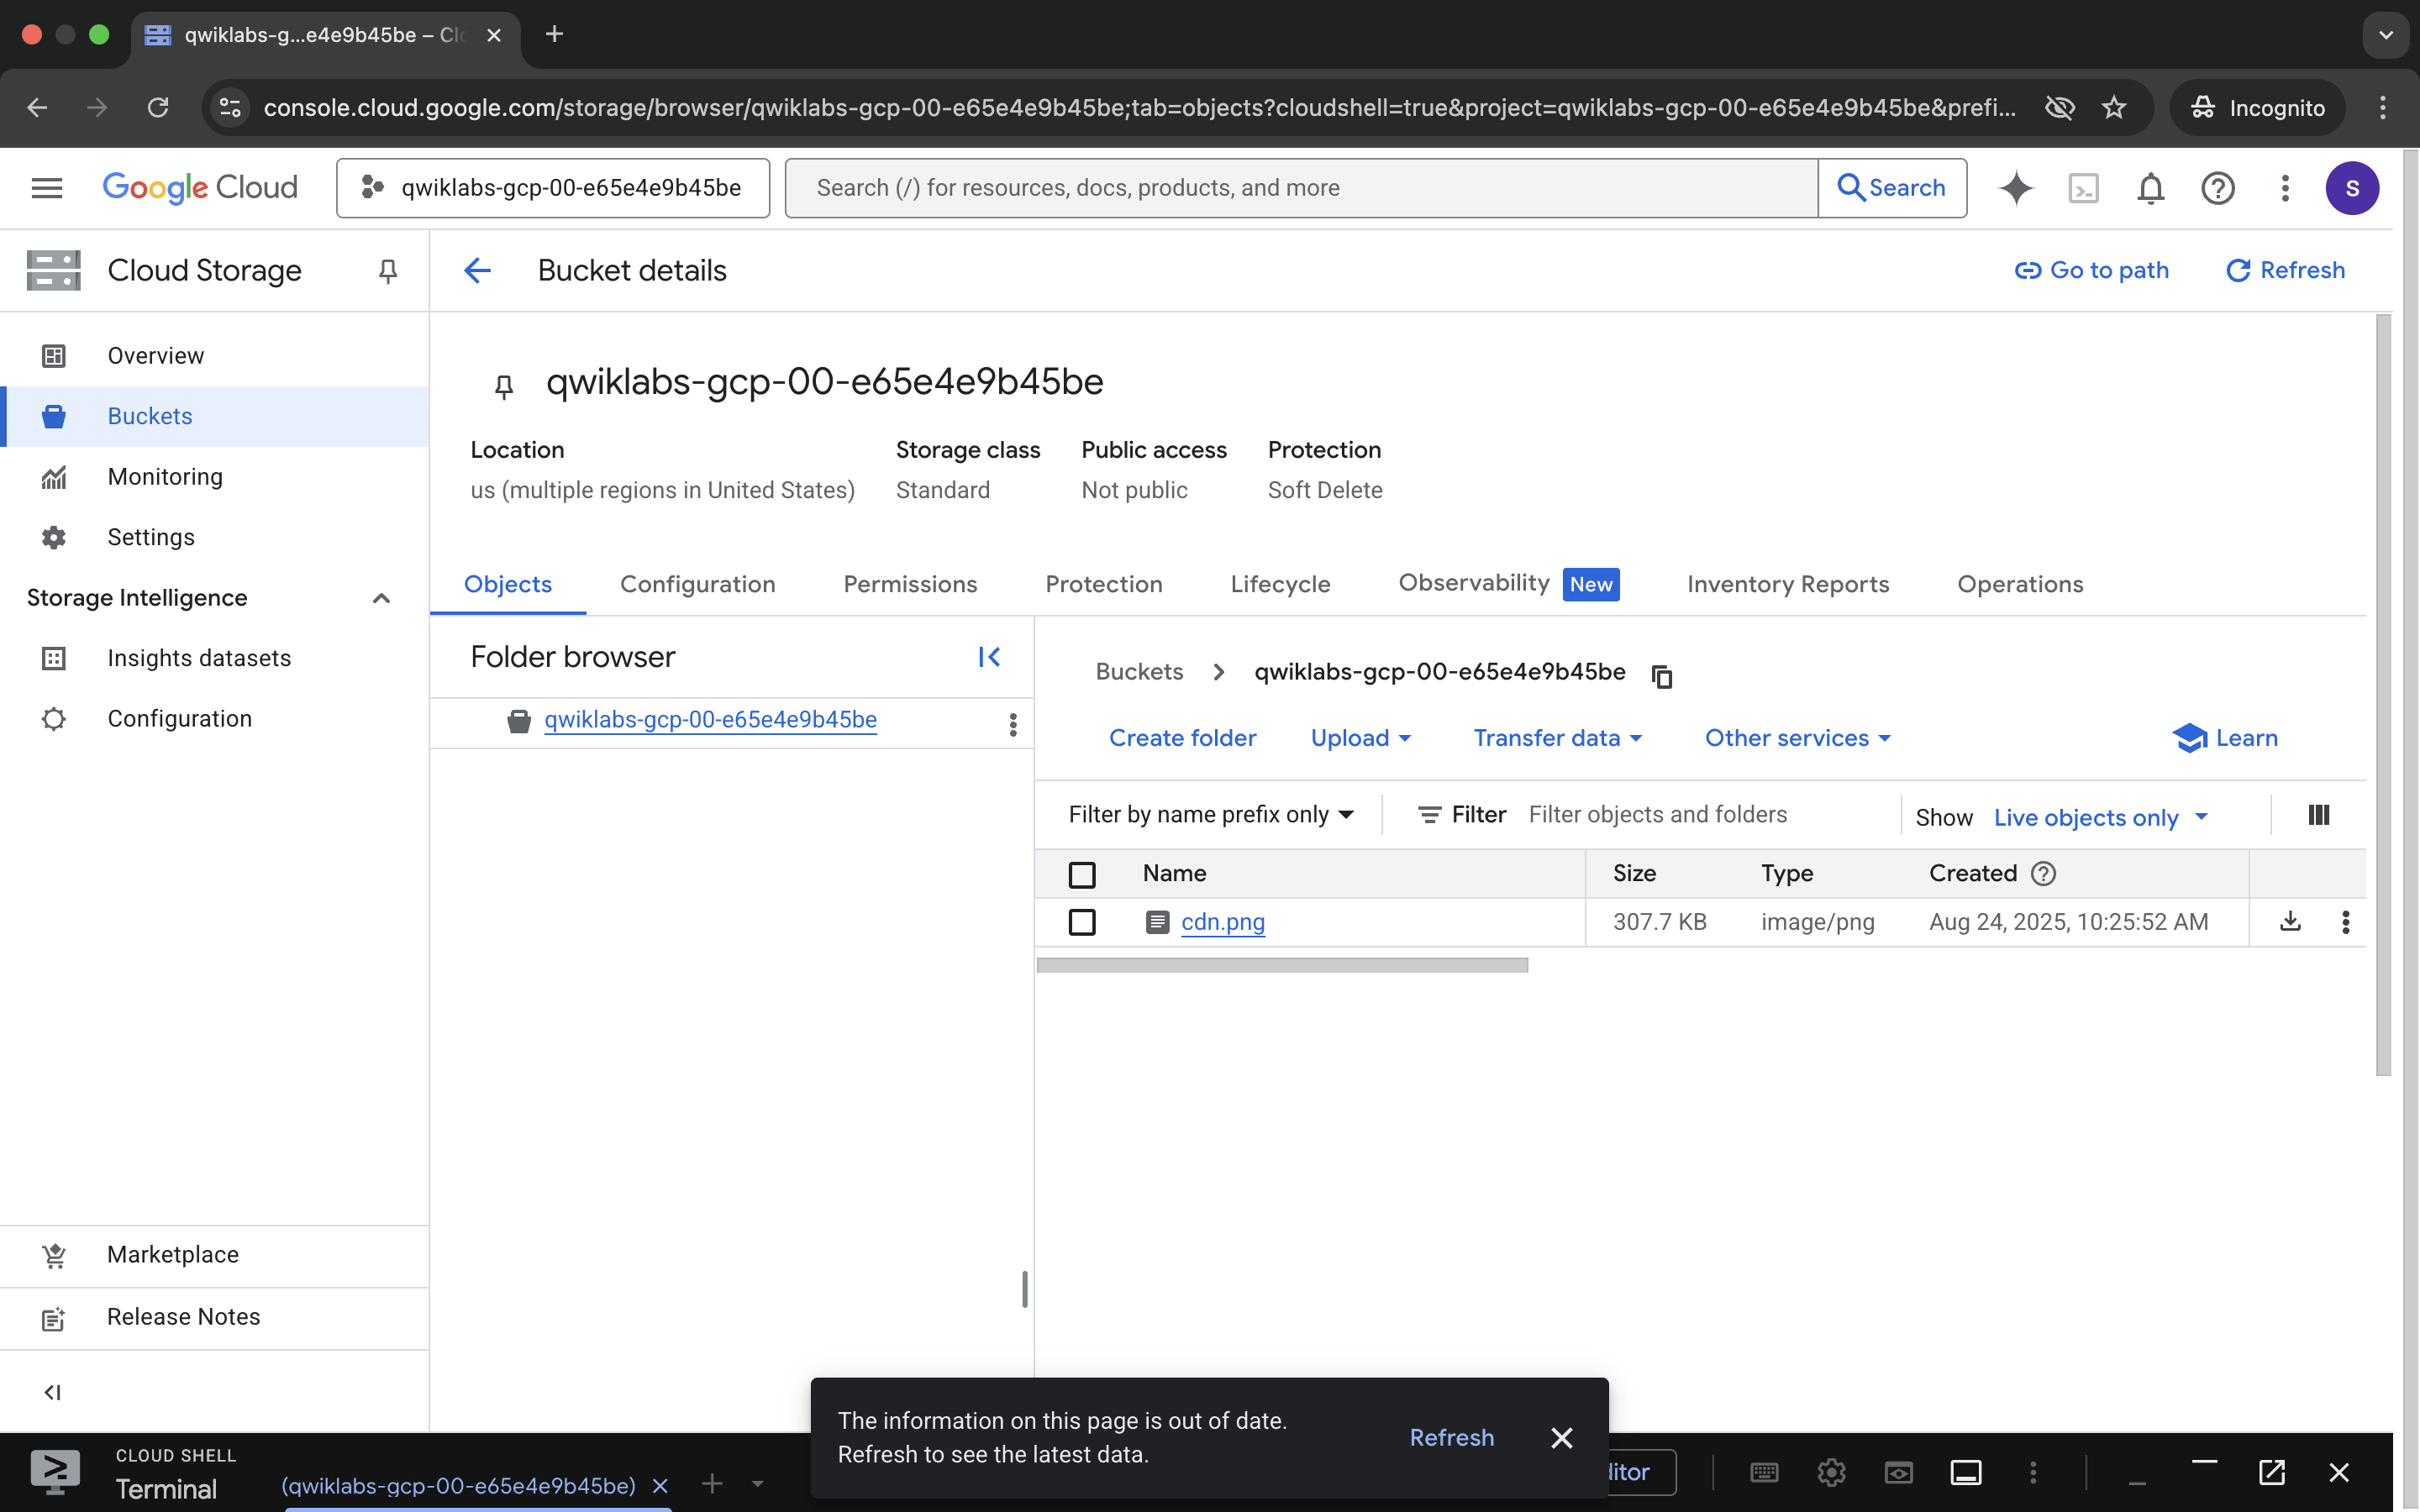 qwiklabs-g...e4e9b45be – Clo
console.cloud.google.com/storage/browser/qwiklabs-gcp-00-e65e4e9b45be;tab=objects?cloudshell=true&project=qwiklabs-gcp-00-e65e4e9b45be&prefi...
Incognito
Google Cloud
qwiklabs-gcp-00-e65e4e9b45be
Search (/) for resources, docs, products, and more
Search
S
Cloud Storage
Bucket details
Go to path
Refresh
Overview
Buckets
Monitoring
Settings
Storage Intelligence
Insights datasets
Configuration
Marketplace
Release Notes
qwiklabs-gcp-00-e65e4e9b45be
Location
Storage class
Public access
Protection
us (multiple regions in United States)
Standard
Not public
Soft Delete
Objects
Configuration
Permissions
Protection
Lifecycle
Observability New
Inventory Reports
Operations
Folder browser
qwiklabs-gcp-00-e65e4e9b45be
Buckets
qwiklabs-gcp-00-e65e4e9b45be
Create folder
Upload
Transfer data
Other services
Learn
Filter by name prefix only
Filter Filter objects and folders
Show Live objects only
Name
Size
Type
Created
cdn.png
307.7 KB
image/png
Aug 24, 2025, 10:25:52 AM
The information on this page is out of date.
Refresh to see the latest data.
Refresh
CLOUD SHELL
Terminal
(qwiklabs-gcp-00-e65e4e9b45be)